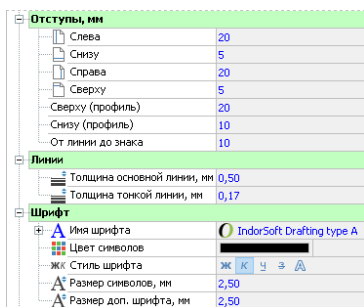 Отступы, мм
Слева 20
Снизу 5
Справа 20
Сверху 5
Сверху (профиль) 20
Снизу (профиль) 10
От линии до знака 10
Линии
Толщина основной линии, мм 0,50
Толщина тонкой линии, мм 0,17
Шрифт
Имя шрифта IndorSoft Drafting type A
Цвет символов
Стиль шрифта Ж К Ч З А
Размер символов, мм 2,50
Размер доп. шрифта, мм 2,50